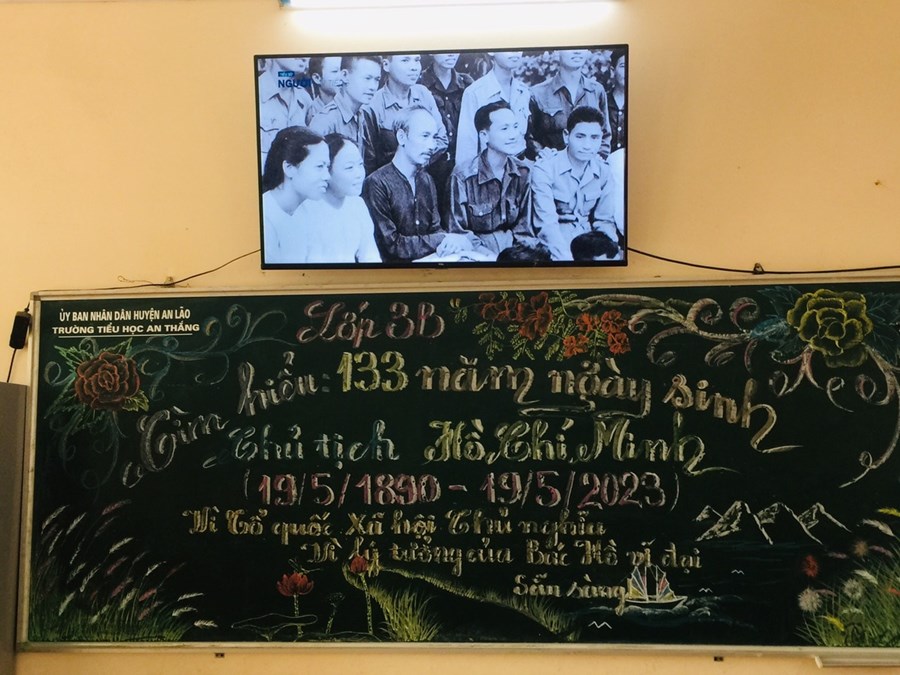 NGƯỜI
ỦY BAN NHÂN DÂN HUYỆN AN LÃO
TRƯỜNG TIỂU HỌC AN THẮNG
Lớp 3B
"Tìm hiểu: 133 năm ngày sinh
Chủ tịch Hồ Chí Minh
(19/5/1890 - 19/5/2023)
Vì Tổ quốc Xã hội Chủ nghĩa
Vì lý tưởng của Bác Hồ vĩ đại
Sẵn sàng